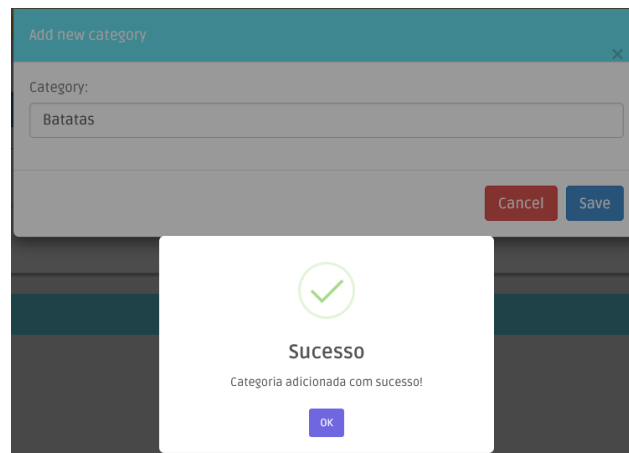 Add new category
×
Category:
Batatas
Cancel
Save
Sucesso
Categoria adicionada com sucesso!
OK